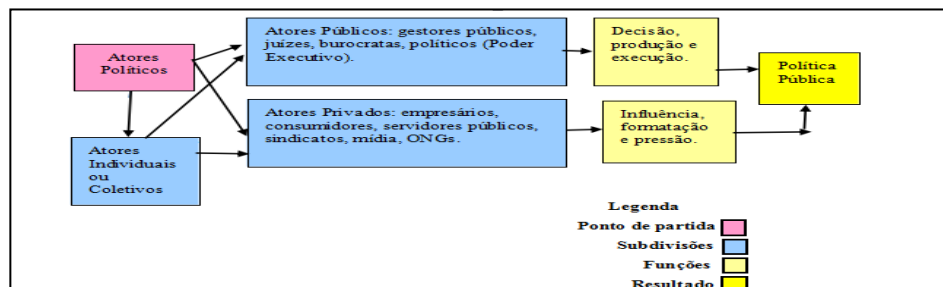 Atores
Políticos
Atores Públicos: gestores públicos,
juízes, burocratas, políticos (Poder
Executivo).
Decisão,
produção e
execução.
Política
Pública
Atores
Individuais
ou
Coletivos
Atores Privados: empresários,
consumidores, servidores públicos,
sindicatos, mídia, ONGs.
Influência,
formatação
e pressão.
Legenda
Ponto de partida
Subdivisões
Funções
Resultado